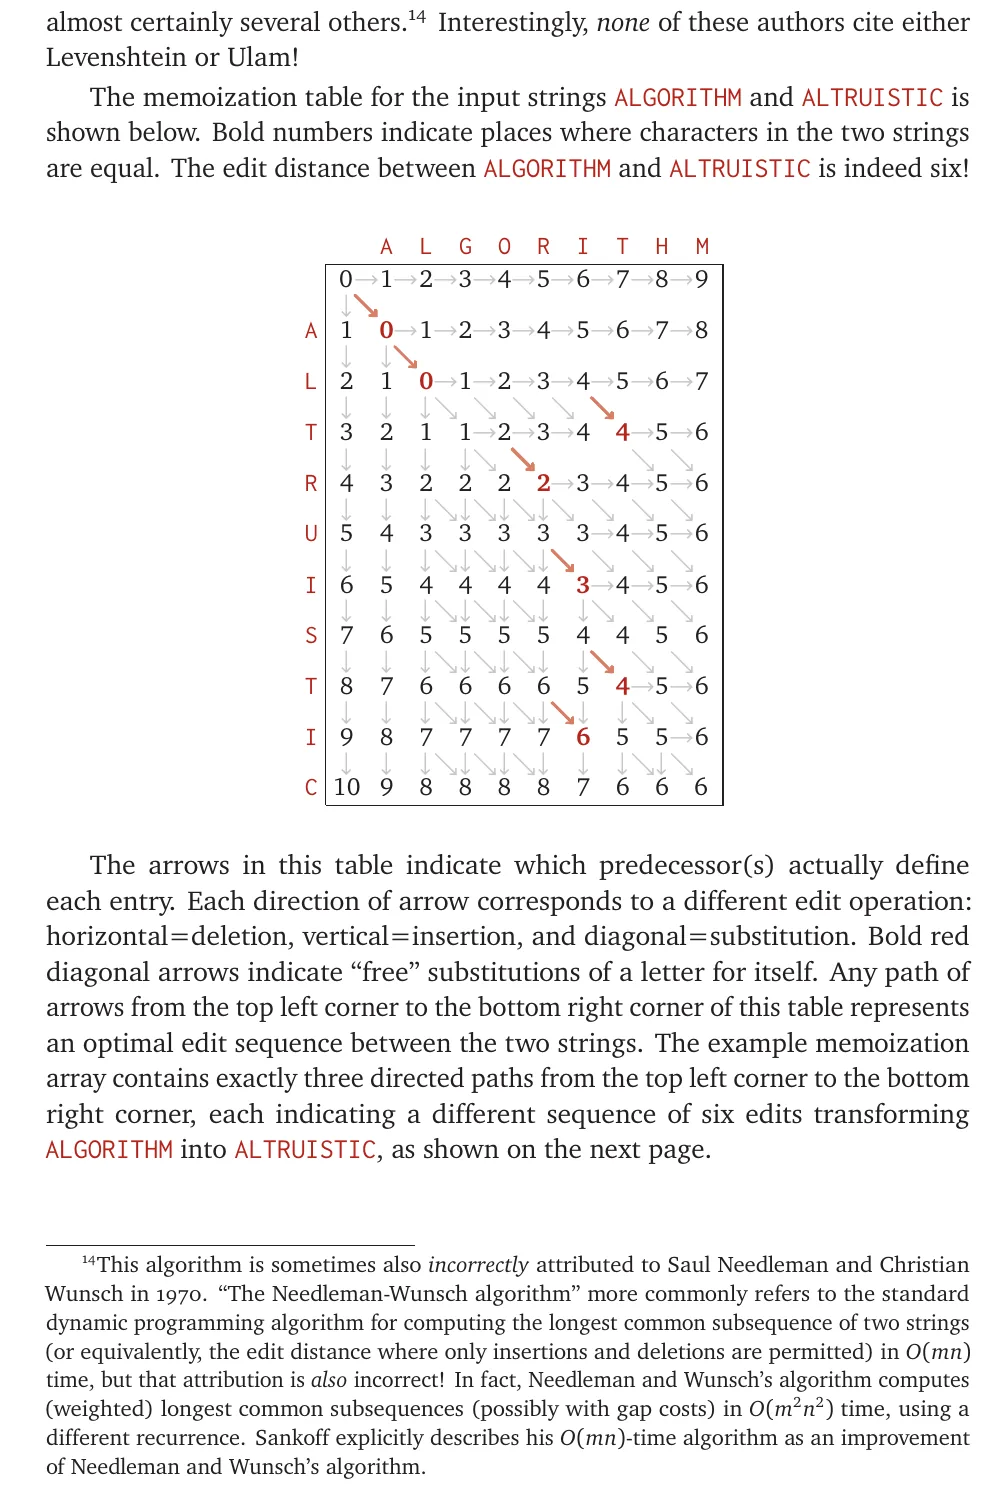 almost certainly several others.¹⁴ Interestingly, none of these authors cite either
Levenshtein or Ulam!
The memoization table for the input strings ALGORITHM and ALTRUISTIC is
shown below. Bold numbers indicate places where characters in the two strings
are equal. The edit distance between ALGORITHM and ALTRUISTIC is indeed six!
A L G O R I T H M
0→1→2→3→4→5→6→7→8→9
A 1 0→1→2→3→4→5→6→7→8
L 2 1 0→1→2→3→4→5→6→7
T 3 2 1 1→2→3→4 4→5→6
R 4 3 2 2 2 2→3→4→5→6
U 5 4 3 3 3 3 3→4→5→6
I 6 5 4 4 4 4 3→4→5→6
S 7 6 5 5 5 5 4 4 5 6
T 8 7 6 6 6 6 5 4→5→6
I 9 8 7 7 7 7 6 5 5→6
C 10 9 8 8 8 8 7 6 6 6
The arrows in this table indicate which predecessor(s) actually define
each entry. Each direction of arrow corresponds to a different edit operation:
horizontal=deletion, vertical=insertion, and diagonal=substitution. Bold red
diagonal arrows indicate “free” substitutions of a letter for itself. Any path of
arrows from the top left corner to the bottom right corner of this table represents
an optimal edit sequence between the two strings. The example memoization
array contains exactly three directed paths from the top left corner to the bottom
right corner, each indicating a different sequence of six edits transforming
ALGORITHM into ALTRUISTIC, as shown on the next page.
¹⁴This algorithm is sometimes also incorrectly attributed to Saul Needleman and Christian
Wunsch in 1970. “The Needleman-Wunsch algorithm” more commonly refers to the standard
dynamic programming algorithm for computing the longest common subsequence of two strings
(or equivalently, the edit distance where only insertions and deletions are permitted) in O(mn)
time, but that attribution is also incorrect! In fact, Needleman and Wunsch’s algorithm computes
(weighted) longest common subsequences (possibly with gap costs) in O(m²n²) time, using a
different recurrence. Sankoff explicitly describes his O(mn)-time algorithm as an improvement
of Needleman and Wunsch’s algorithm.